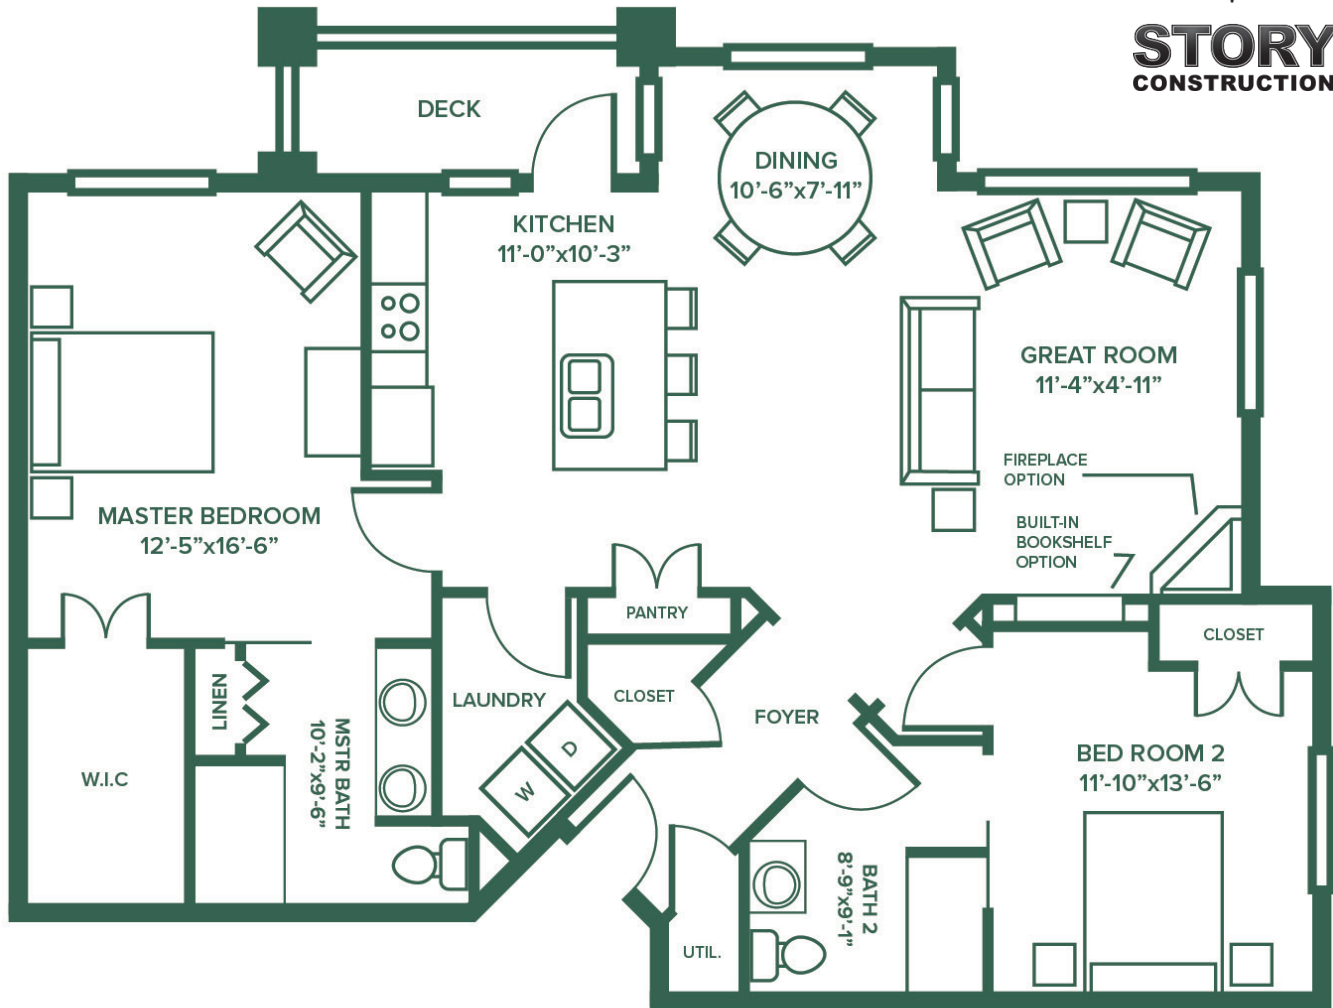 STORY
CONSTRUCTION
DECK
DINING
10'-6"x7'-11"
KITCHEN
11'-0"x10'-3"
GREAT ROOM
11'-4"x4'-11"
FIREPLACE
OPTION
MASTER BEDROOM
12'-5"x16'-6"
BUILT-IN
BOOKSHELF
OPTION
PANTRY
CLOSET
LINEN
LAUNDRY
CLOSET
FOYER
MSTR BATH
10'-2"x9'-6"
D
W
W.I.C
BED ROOM 2
11'-10"x13'-6"
BATH 2
8'-9"x9'-1"
UTIL.